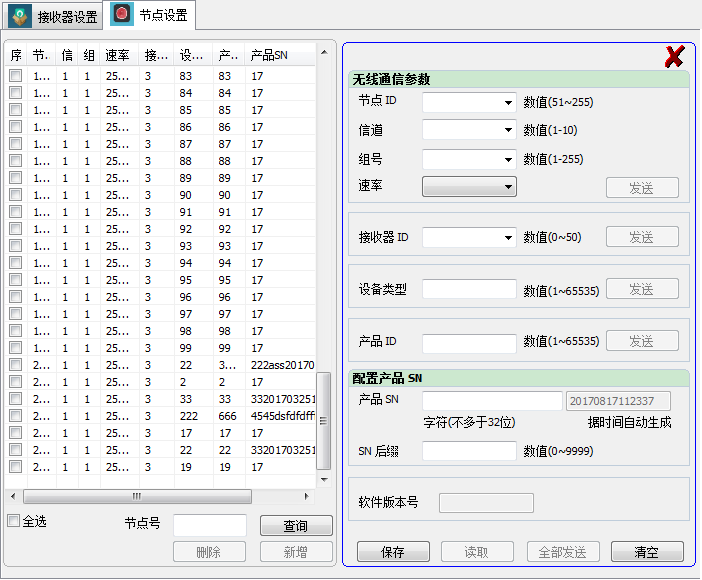 接收器设置 节点设置
序 节.. 信 组 速率 接... 设... 产.. 产品SN
1... 1 1 25... 3 83 83 17
1... 1 1 25... 3 84 84 17
1... 1 1 25... 3 85 85 17
1... 1 1 25... 3 86 86 17
1... 1 1 25... 3 87 87 17
1... 1 1 25... 3 88 88 17
1... 1 1 25... 3 89 89 17
1... 1 1 25... 3 90 90 17
1... 1 1 25... 3 91 91 17
1... 1 1 25... 3 92 92 17
1... 1 1 25... 3 93 93 17
1... 1 1 25... 3 94 94 17
1... 1 1 25... 3 95 95 17
1... 1 1 25... 3 96 96 17
1... 1 1 25... 3 97 97 17
1... 1 1 25... 3 98 98 17
1... 1 1 25... 3 99 99 17
2... 1 1 25... 3 22 3... 222ass20170
2... 1 1 25... 3 2 2 17
2... 1 1 25... 3 33 33 33201703251
2... 1 1 25... 3 222 666 4545dsfdfdfff
2... 1 1 25... 3 17 17 17
2... 1 1 25... 3 22 22 33201703251
2... 1 1 25... 3 19 19 17
全选 节点号 查询
删除 新增
无线通信参数
节点 ID 数值(51~255)
信道 数值(1-10)
组号 数值(1-255)
速率 发送
接收器 ID 数值(0~50) 发送
设备类型 数值(1~65535) 发送
产品 ID 数值(1~65535) 发送
配置产品 SN
产品 SN 20170817112337
字符(不多于32位) 据时间自动生成
SN 后缀 数值(0~9999)
软件版本号
保存 读取 全部发送 清空